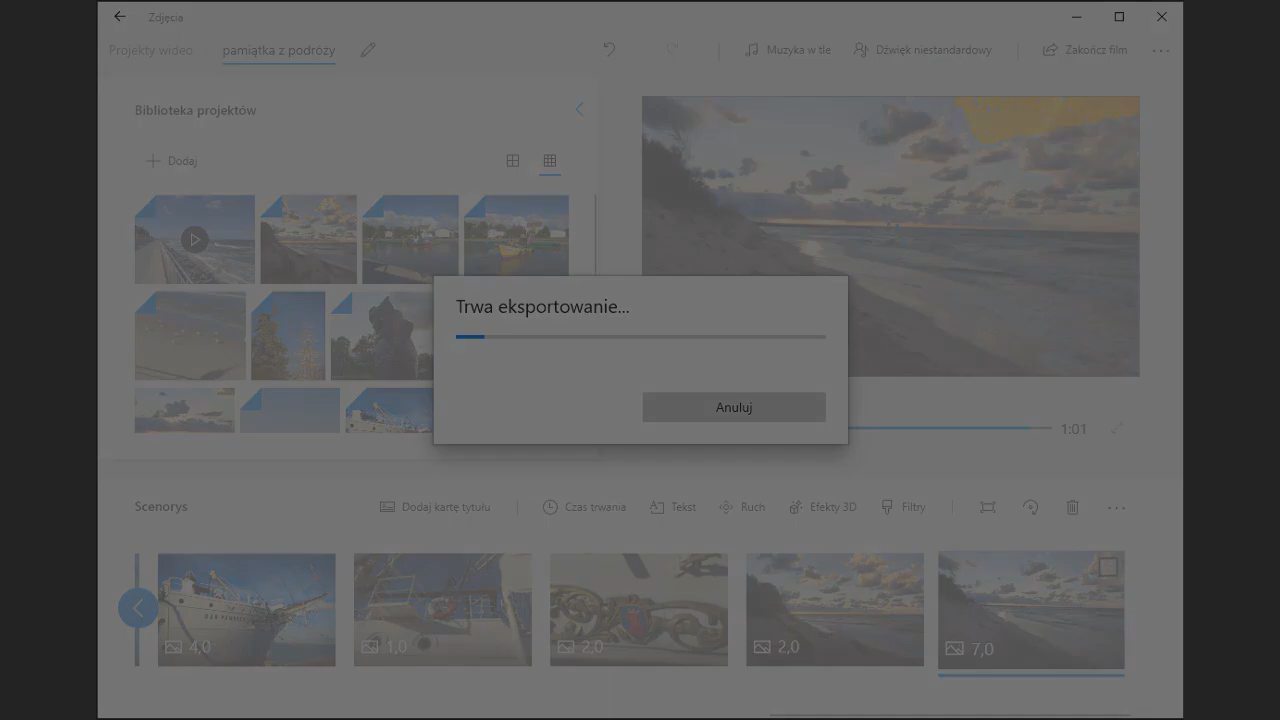 Zdjęcia
Projekty wideo
pamiątka z podróży
Muzyka w tle
Dźwięk niestandardowy
Zakończ film
Biblioteka projektów
Dodaj
Trwa eksportowanie...
Anuluj
1:01
Scenorys
Dodaj kartę tytułu
Czas trwania
Tekst
Ruch
Efekty 3D
Filtry
4,0
1,0
2,0
2,0
7,0